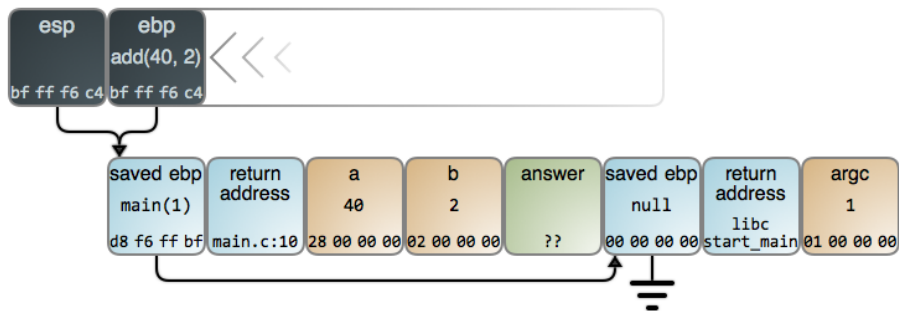 esp
bf ff f6 c4
ebp
add(40, 2)
bf ff f6 c4
saved ebp
main(1)
d8 f6 ff bf
return
address
main.c:10
a
40
28 00 00 00
b
2
02 00 00 00
answer
??
saved ebp
null
00 00 00 00
return
address
libc
start_main
argc
1
01 00 00 00